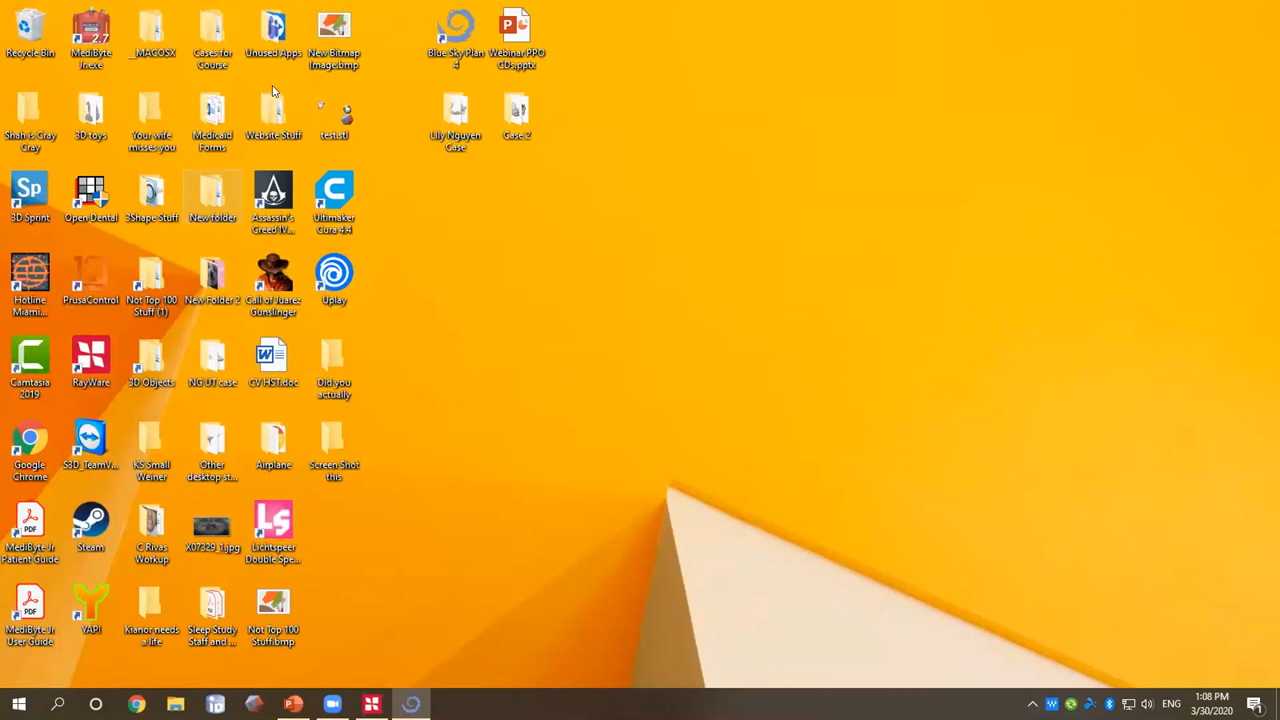 Recycle Bin
MediByte
Jr.exe
__MACOSX
Cases for
Course
Unused Apps
New Bitmap
Image.bmp
Blue Sky Plan
4
Webinar PPO
CDs.pptx
Shah is Cray
Cray
3D toys
Your wife
misses you
Medicaid
Forms
Website Stuff
test.stl
Lily Nguyen
Case
Case 2
3D Sprint
Open Dental
3Shape Stuff
New folder
Assassin's
Creed IV...
Ultimaker
Cura 4.4
Hotline
Miami...
PrusaControl
Not Top 100
Stuff (1)
New Folder 2
Call of Juarez
Gunslinger
Uplay
Camtasia
2019
RayWare
3D Objects
NG UT case
CV HST.doc
Did you
actually
Google
Chrome
S3D_TeamV...
KS Small
Weiner
Other
desktop st...
Airplane
Screen Shot
this
MediByte Jr
Patient Guide
Steam
C Rivas
Workup
X07329_1.jpg
Lichtspeer
Double Spe...
MediByte Jr
User Guide
YAPI
Kianor needs
a life
Sleep Study
Staff and ...
Not Top 100
Stuff.bmp
ENG
1:08 PM
3/30/2020